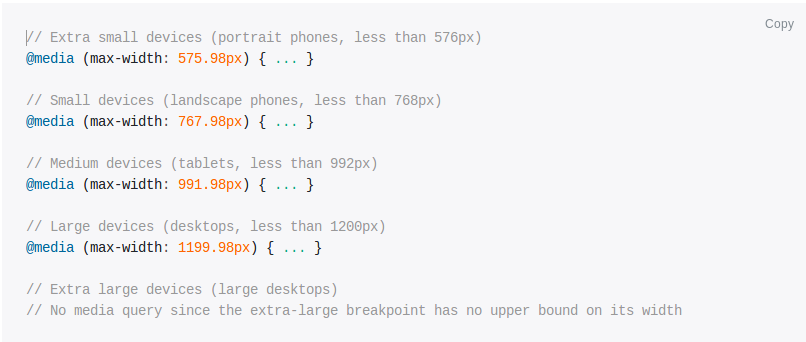 Copy
// Extra small devices (portrait phones, less than 576px)
@media (max-width: 575.98px) { ... }
// Small devices (landscape phones, less than 768px)
@media (max-width: 767.98px) { ... }
// Medium devices (tablets, less than 992px)
@media (max-width: 991.98px) { ... }
// Large devices (desktops, less than 1200px)
@media (max-width: 1199.98px) { ... }
// Extra large devices (large desktops)
// No media query since the extra-large breakpoint has no upper bound on its width